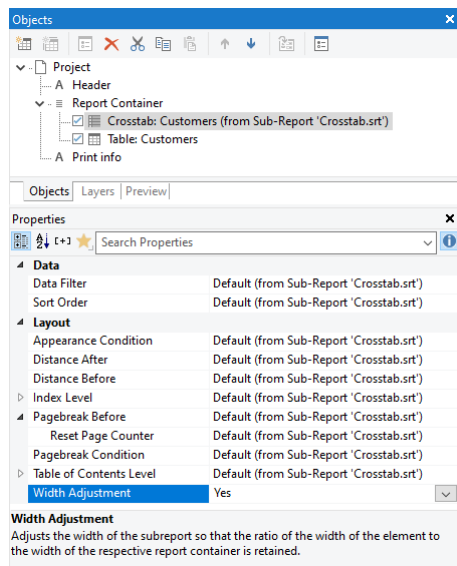 Objects
Project
A Header
Report Container
Crosstab: Customers (from Sub-Report 'Crosstab.srt')
Table: Customers
A Print info
Objects Layers Preview
Properties
Search Properties
Data
Data Filter Default (from Sub-Report 'Crosstab.srt')
Sort Order Default (from Sub-Report 'Crosstab.srt')
Layout
Appearance Condition Default (from Sub-Report 'Crosstab.srt')
Distance After Default (from Sub-Report 'Crosstab.srt')
Distance Before Default (from Sub-Report 'Crosstab.srt')
Index Level Default (from Sub-Report 'Crosstab.srt')
Pagebreak Before Default (from Sub-Report 'Crosstab.srt')
Reset Page Counter Default (from Sub-Report 'Crosstab.srt')
Pagebreak Condition Default (from Sub-Report 'Crosstab.srt')
Table of Contents Level Default (from Sub-Report 'Crosstab.srt')
Width Adjustment Yes
Width Adjustment
Adjusts the width of the subreport so that the ratio of the width of the element to
the width of the respective report container is retained.